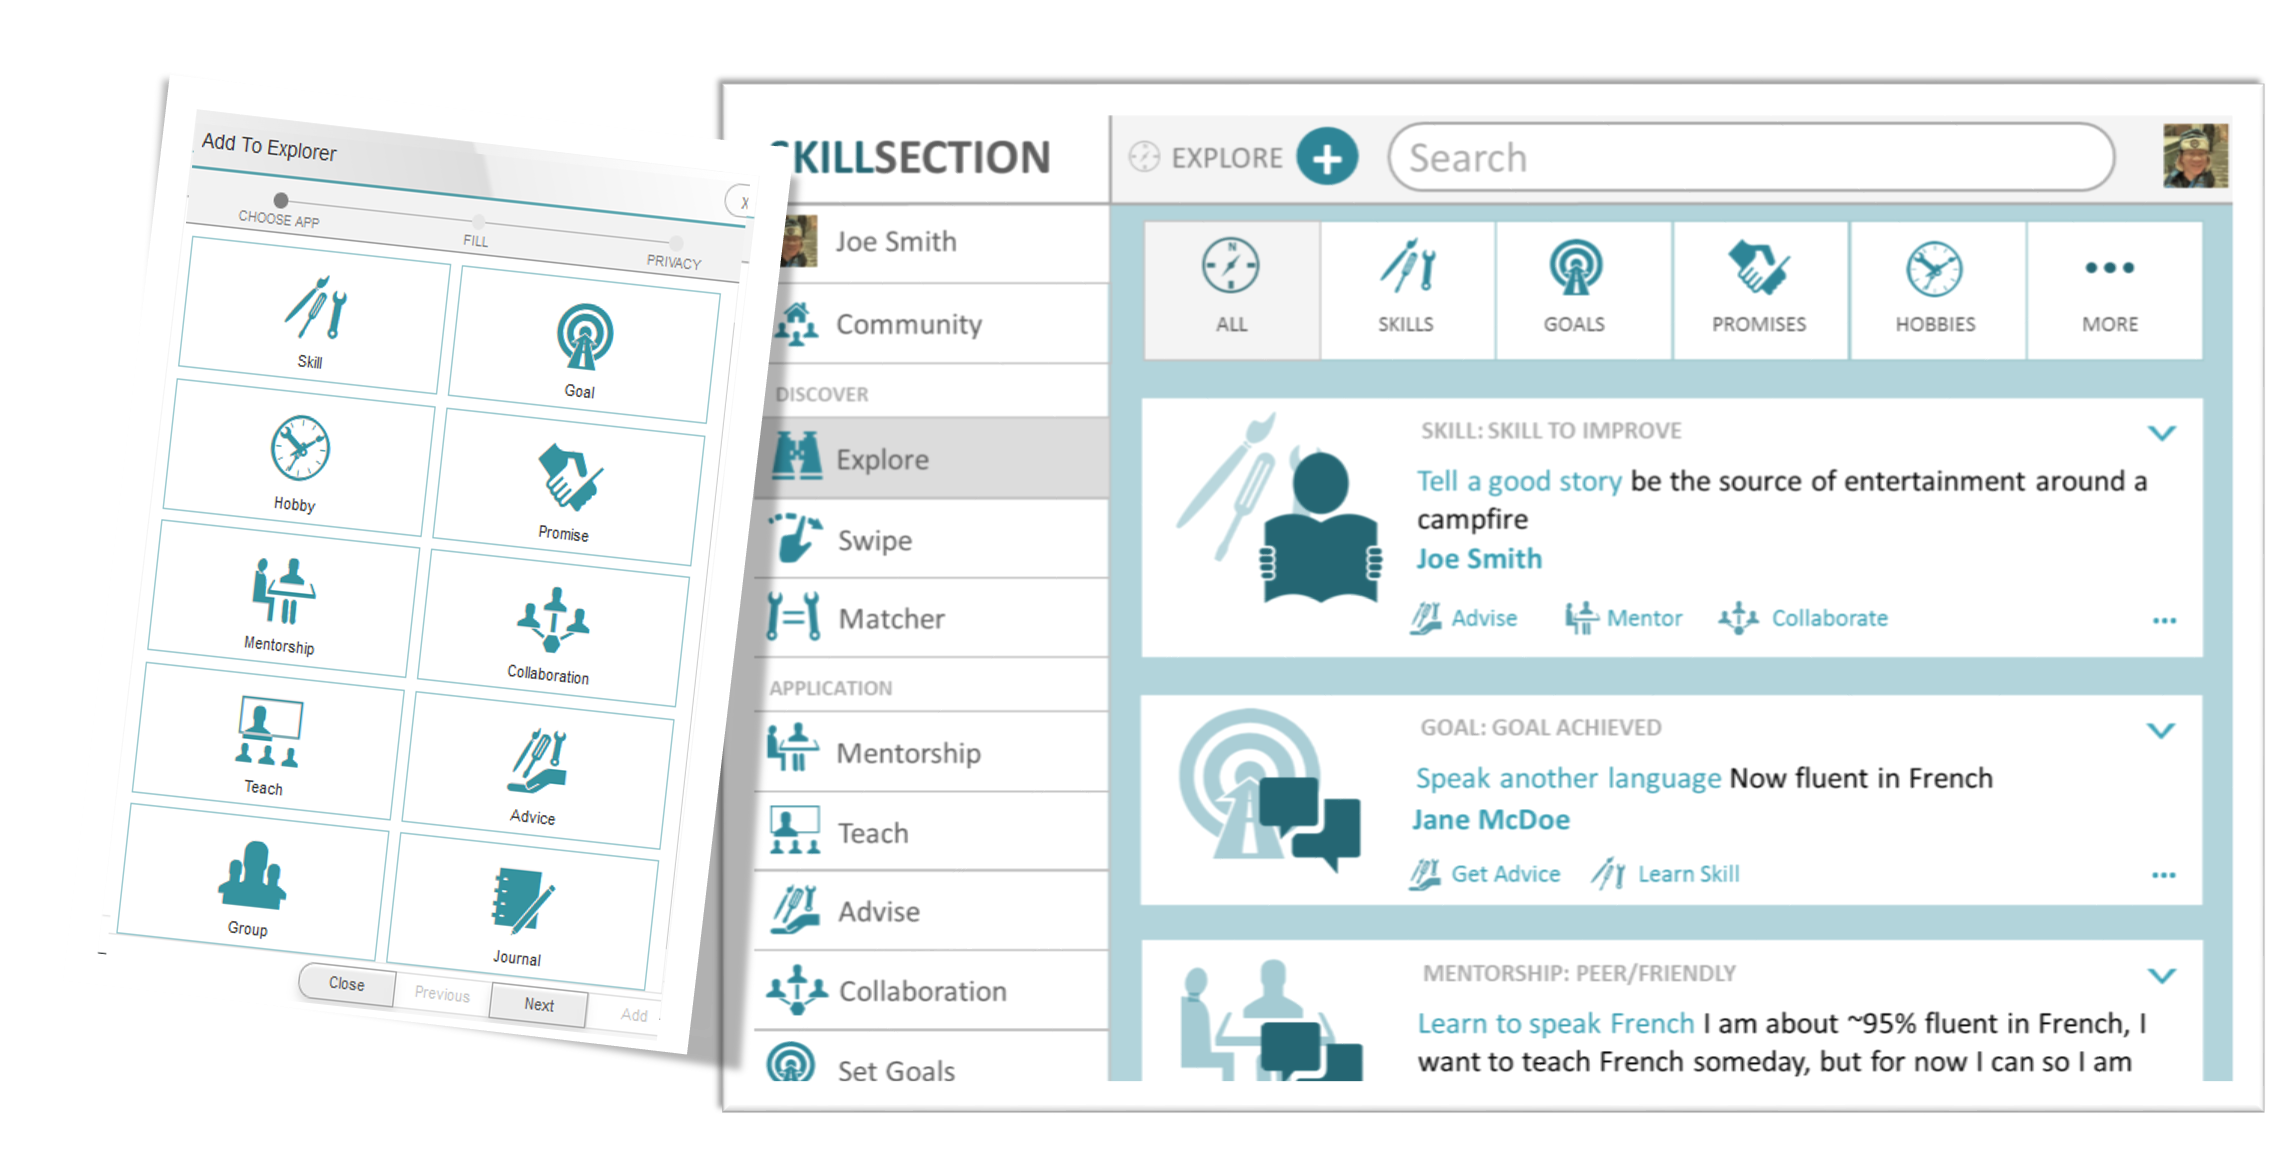 Add To Explorer
X
CHOOSE APP
FILL
PRIVACY
Skill
Goal
Hobby
Promise
Mentorship
Collaboration
Teach
Advice
Group
Journal
Close
Previous
Next
Add
SKILLSECTION
Joe Smith
Community
DISCOVER
Explore
Swipe
Matcher
APPLICATION
Mentorship
Teach
Advise
Collaboration
Set Goals
EXPLORE
+
Search
N
ALL
SKILLS
GOALS
PROMISES
HOBBIES
MORE
SKILL: SKILL TO IMPROVE
Tell a good story be the source of entertainment around a
campfire
Joe Smith
Advise Mentor Collaborate
GOAL: GOAL ACHIEVED
Speak another language Now fluent in French
Jane McDoe
Get Advice Learn Skill
MENTORSHIP: PEER/FRIENDLY
Learn to speak French I am about ~95% fluent in French, I
want to teach French someday, but for now I can so I am